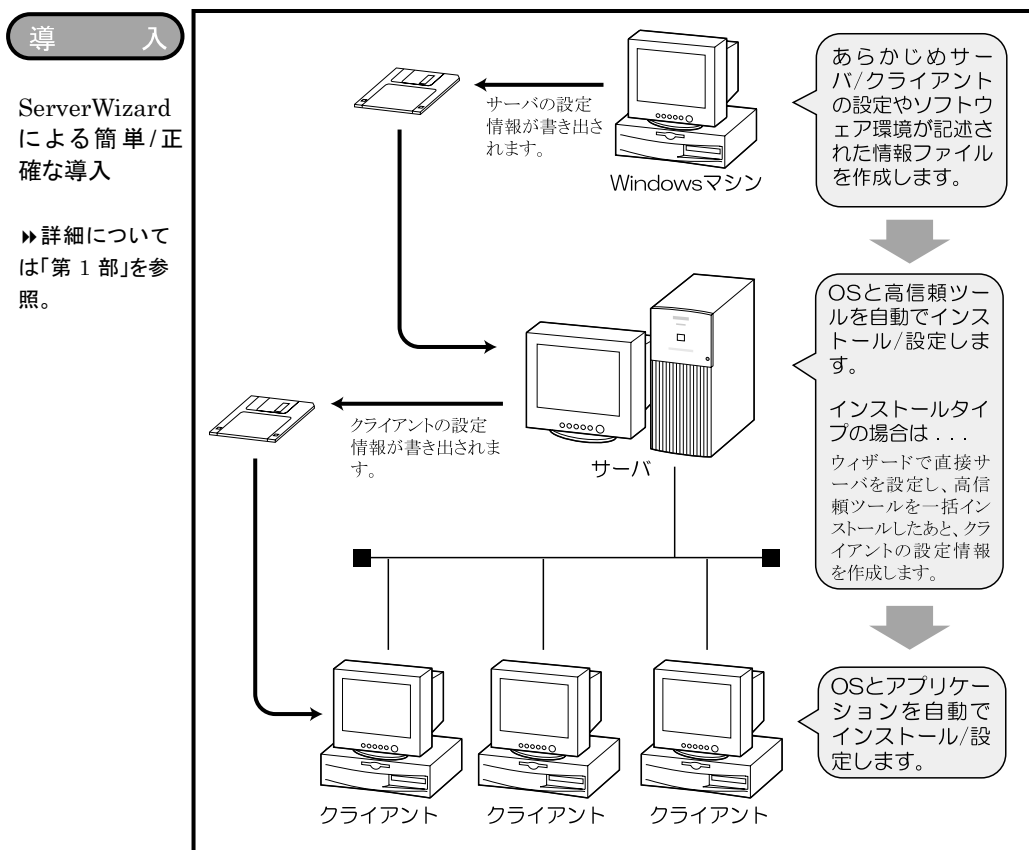 導 入
ServerWizard
による簡単/正
確な導入
詳細について
は「第 1 部」を参
照。
サーバの設定
情報が書き出さ
れます。
Windowsマシン
あらかじめサー
バ/クライアント
の設定やソフトウ
ェア環境が記述さ
れた情報ファイル
を作成します。
クライアントの設定
情報が書き出されま
す。
サーバ
OSと高信頼ツー
ルを自動でインス
トール/設定しま
す。
インストールタイ
プの場合は . . .
ウィザードで直接サ
ーバを設定し、高信
頼ツールを一括イン
ストールしたあと、クラ
イアントの設定情報
を作成します。
クライアント
クライアント
クライアント
OSとアプリケー
ションを自動で
インストール/設
定します。